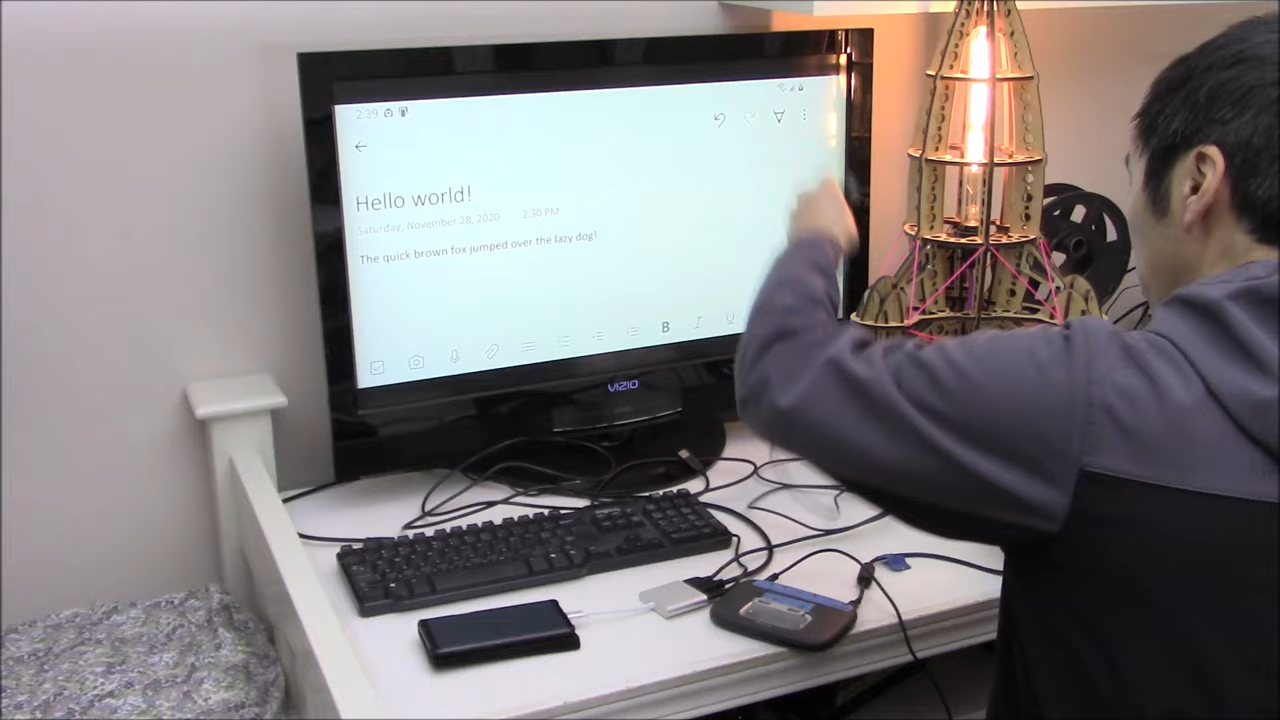 2:39
Hello world!
Saturday, November 28, 2020 2:30 PM
The quick brown fox jumped over the lazy dog!
B I U
VIZIO